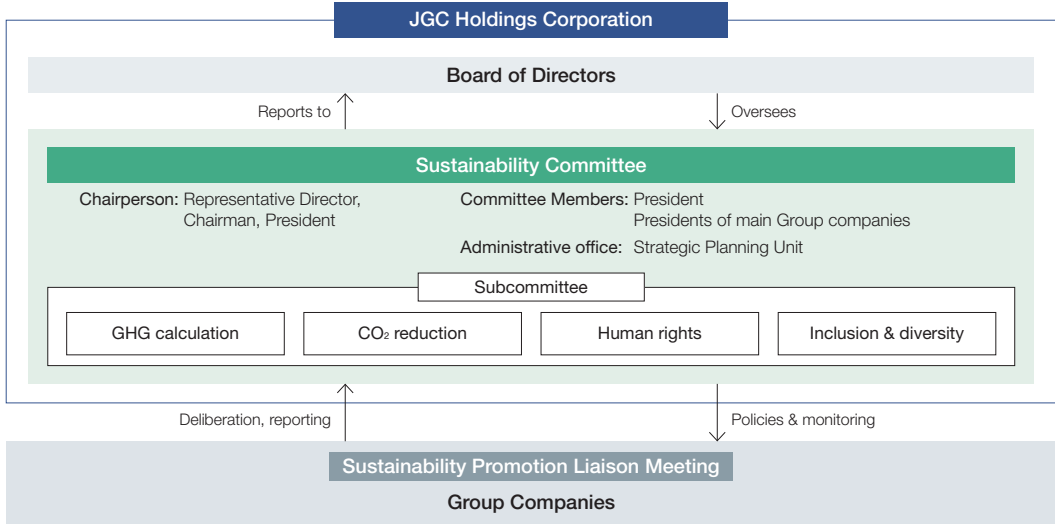 JGC Holdings Corporation
Board of Directors
Reports to
Oversees
Sustainability Committee
Chairperson: Representative Director,
Chairman, President
Committee Members: President
Presidents of main Group companies
Administrative office: Strategic Planning Unit
Subcommittee
GHG calculation
CO₂ reduction
Human rights
Inclusion & diversity
Deliberation, reporting
Policies & monitoring
Sustainability Promotion Liaison Meeting
Group Companies